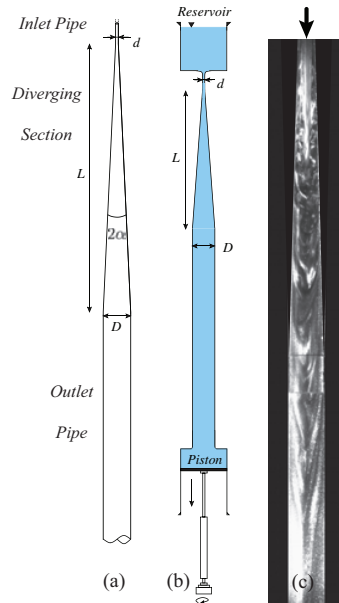 Inlet Pipe
d
Diverging
Section
L
2α
D
Outlet
Pipe
(a)
Reservoir
d
L
D
Piston
(b)
(c)